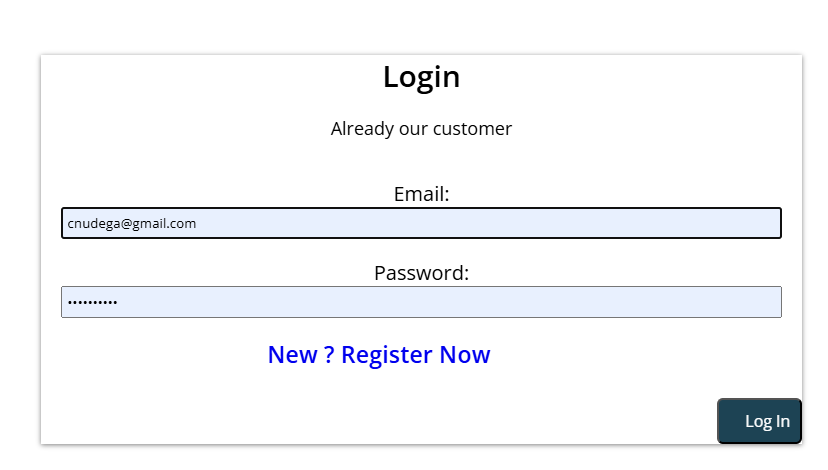 Login
Already our customer
Email:
cnudega@gmail.com
Password:
••••••••••
New ? Register Now
Log In